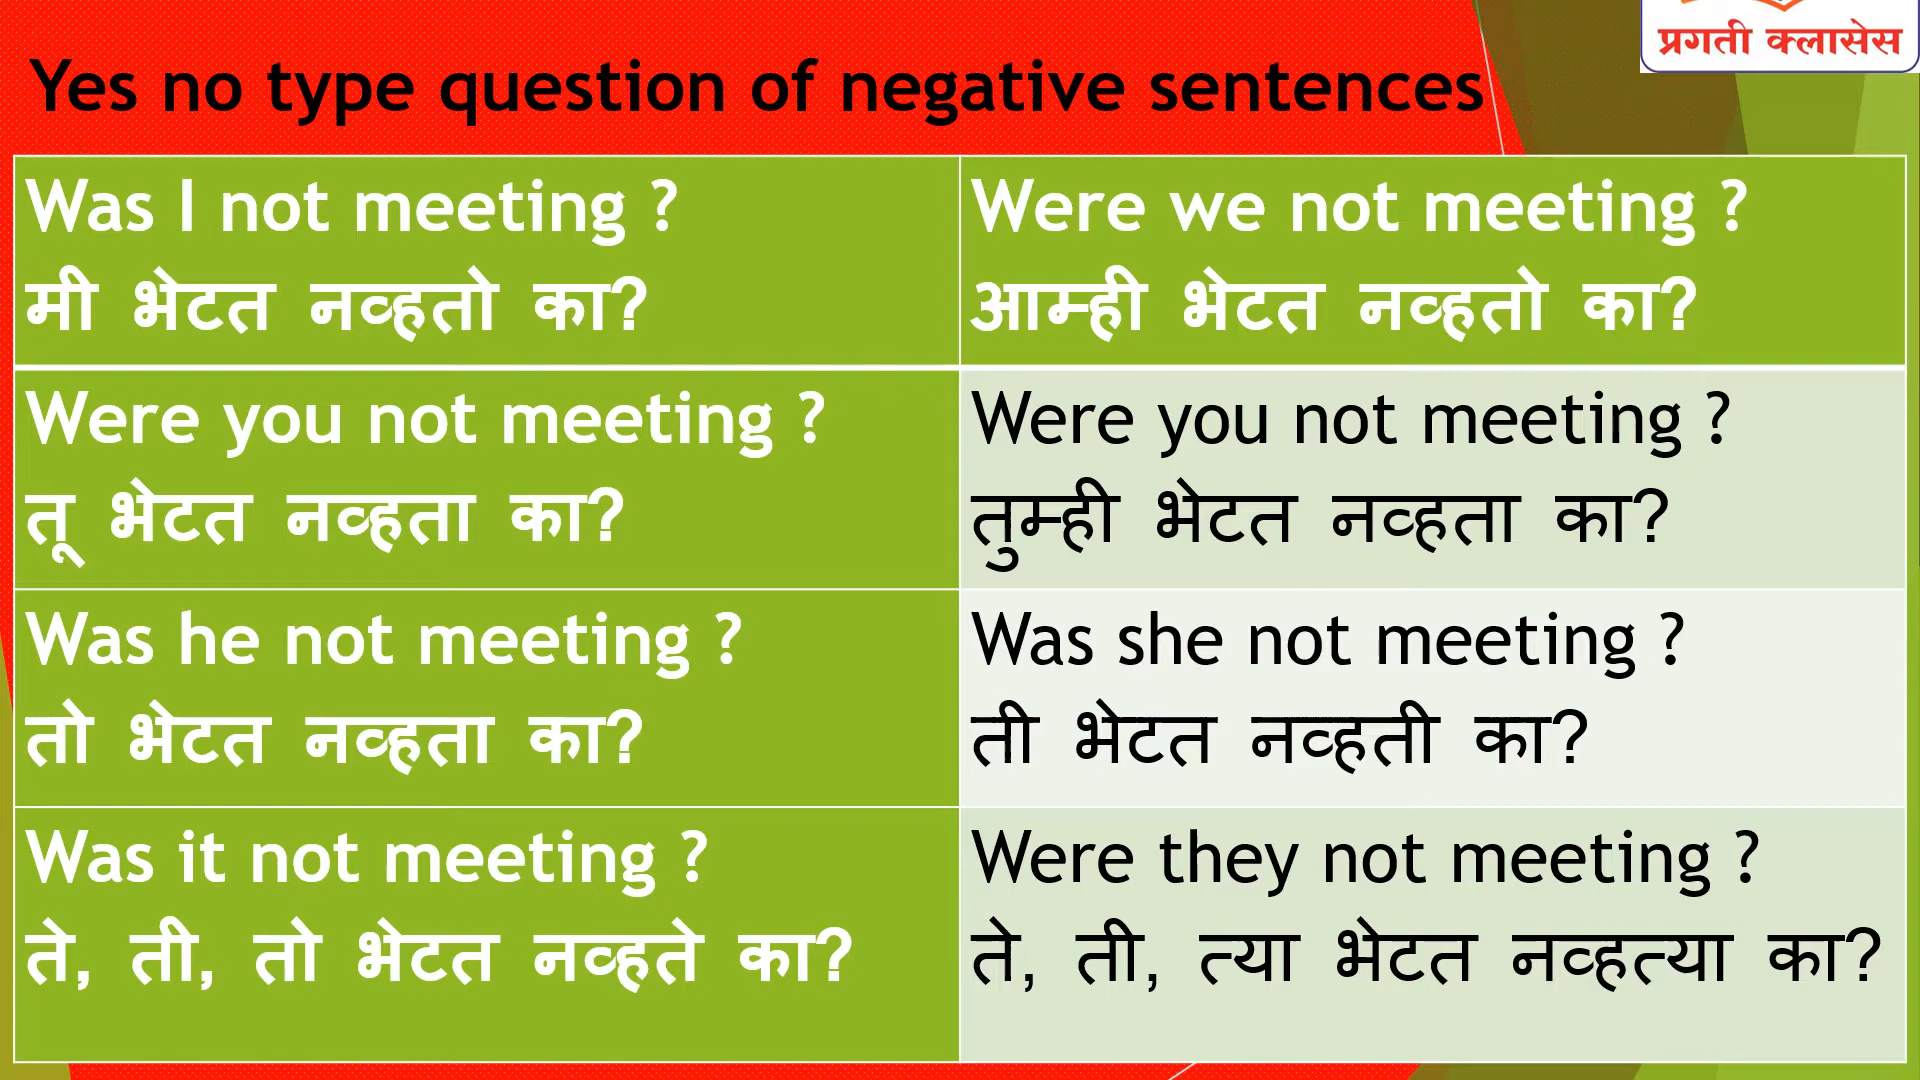 प्रगती क्लासेस
Yes no type question of negative sentences
Was I not meeting ?
मी भेटत नव्हतो का?
Were we not meeting ?
आम्ही भेटत नव्हतो का?
Were you not meeting ?
तू भेटत नव्हता का?
Were you not meeting ?
तुम्ही भेटत नव्हता का?
Was he not meeting ?
तो भेटत नव्हता का?
Was she not meeting ?
ती भेटत नव्हती का?
Was it not meeting ?
ते, ती, तो भेटत नव्हते का?
Were they not meeting ?
ते, ती, त्या भेटत नव्हत्या का?